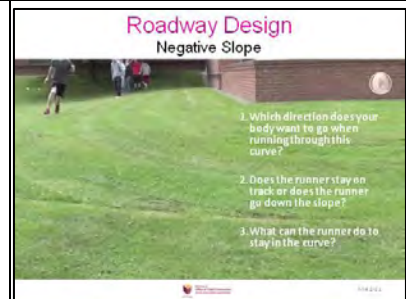 Roadway Design
Negative Slope
1. Which direction does your
body want to go when
running through this
curve?
2. Does the runner stay on
track or does the runner
go down the slope?
3. What can the runner do to
stay in the curve?